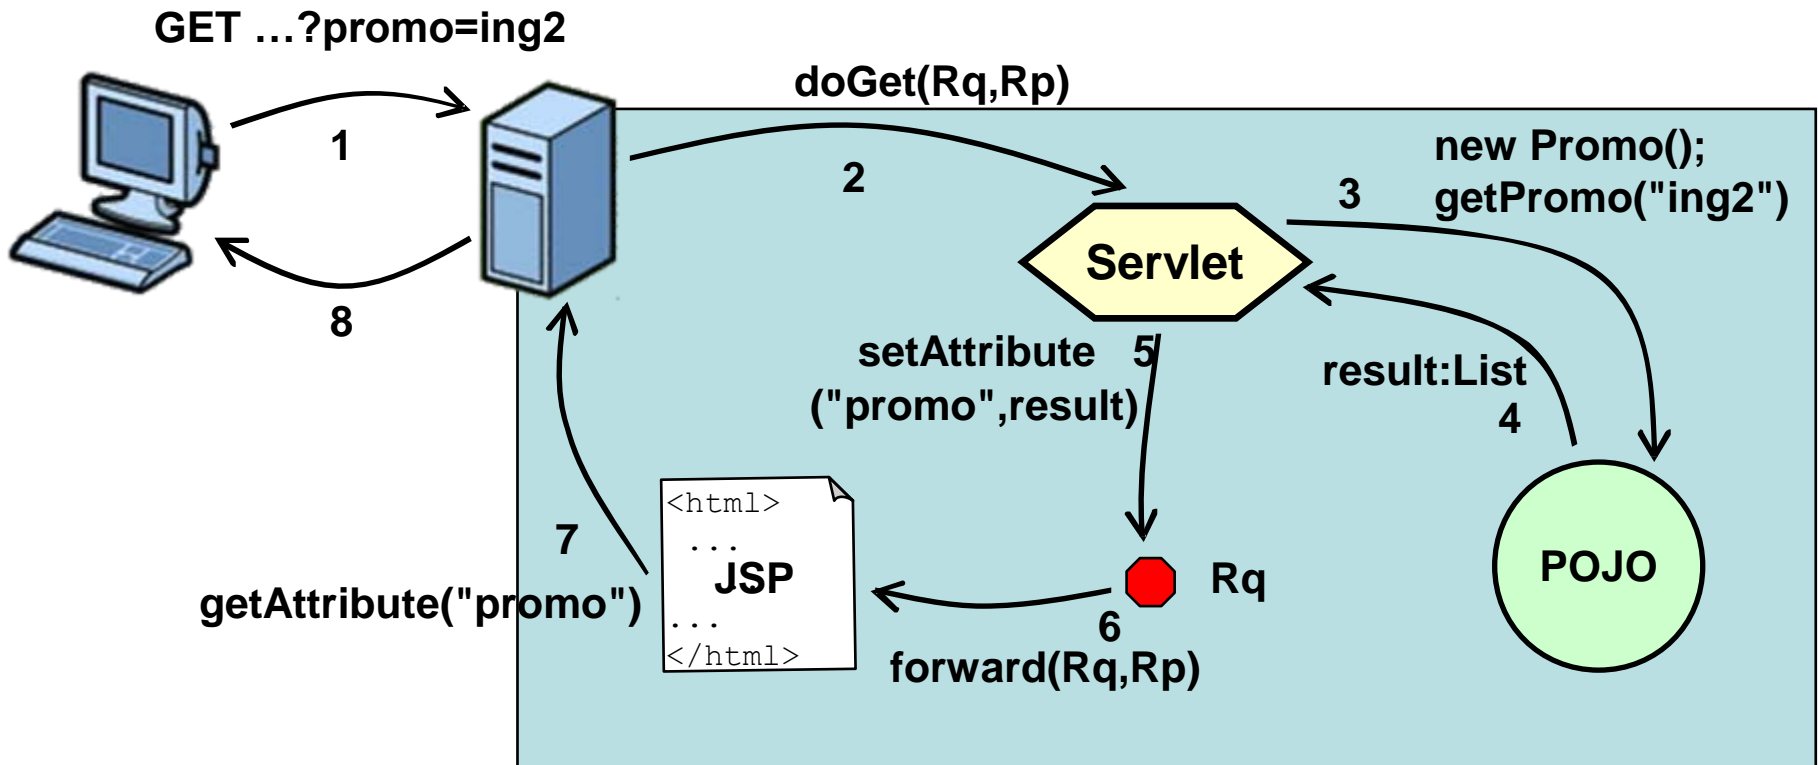 GET …?promo=ing2
doGet(Rq,Rp)
1
2
3
new Promo();
getPromo("ing2")
Servlet
8
setAttribute
("promo",result)
5
result:List
4
<html>
...
JSP
...
</html>
7
getAttribute("promo")
Rq
6
forward(Rq,Rp)
POJO